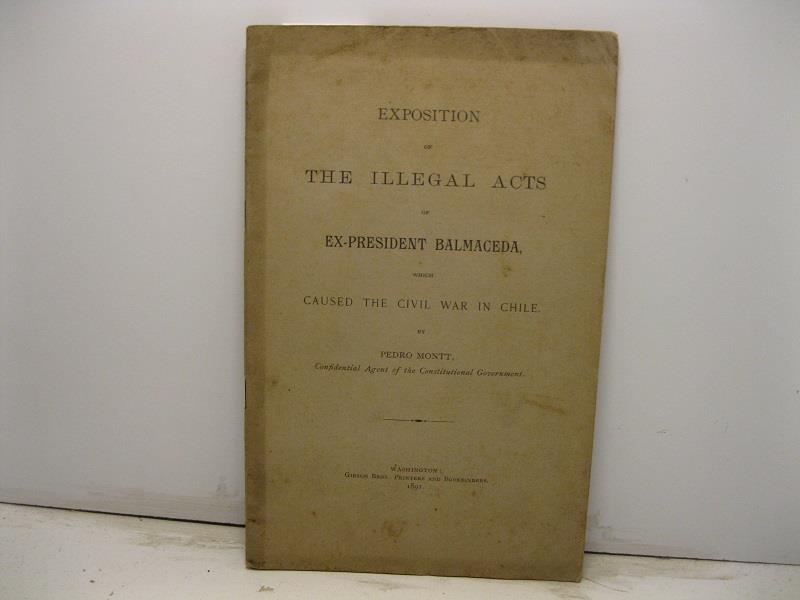 EXPOSITION
OF
THE ILLEGAL ACTS
OF
EX-PRESIDENT BALMACEDA,
WHICH
CAUSED THE CIVIL WAR IN CHILE.
BY
PEDRO MONTT,
Confidential Agent of the Constitutional Government.
WASHINGTON:
GIBSON BROS., PRINTERS AND BOOKBINDERS.
1891.